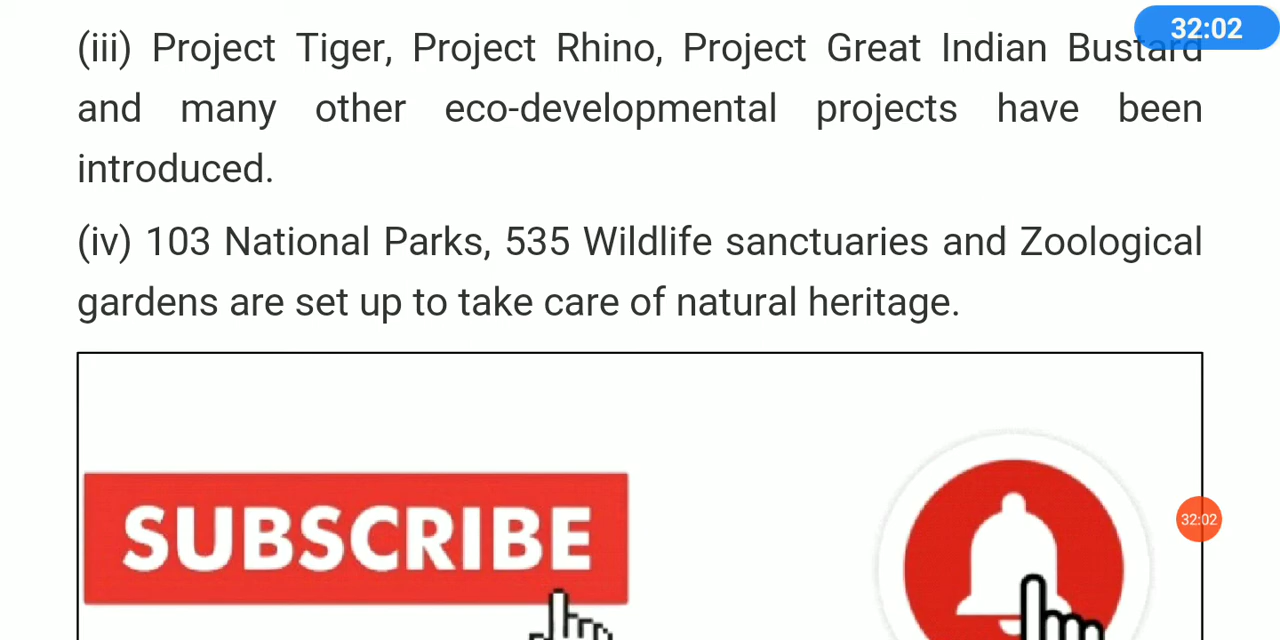 32:02
(iii) Project Tiger, Project Rhino, Project Great Indian Bustard
and many other eco-developmental projects have been
introduced.
(iv) 103 National Parks, 535 Wildlife sanctuaries and Zoological
gardens are set up to take care of natural heritage.
SUBSCRIBE
32:02